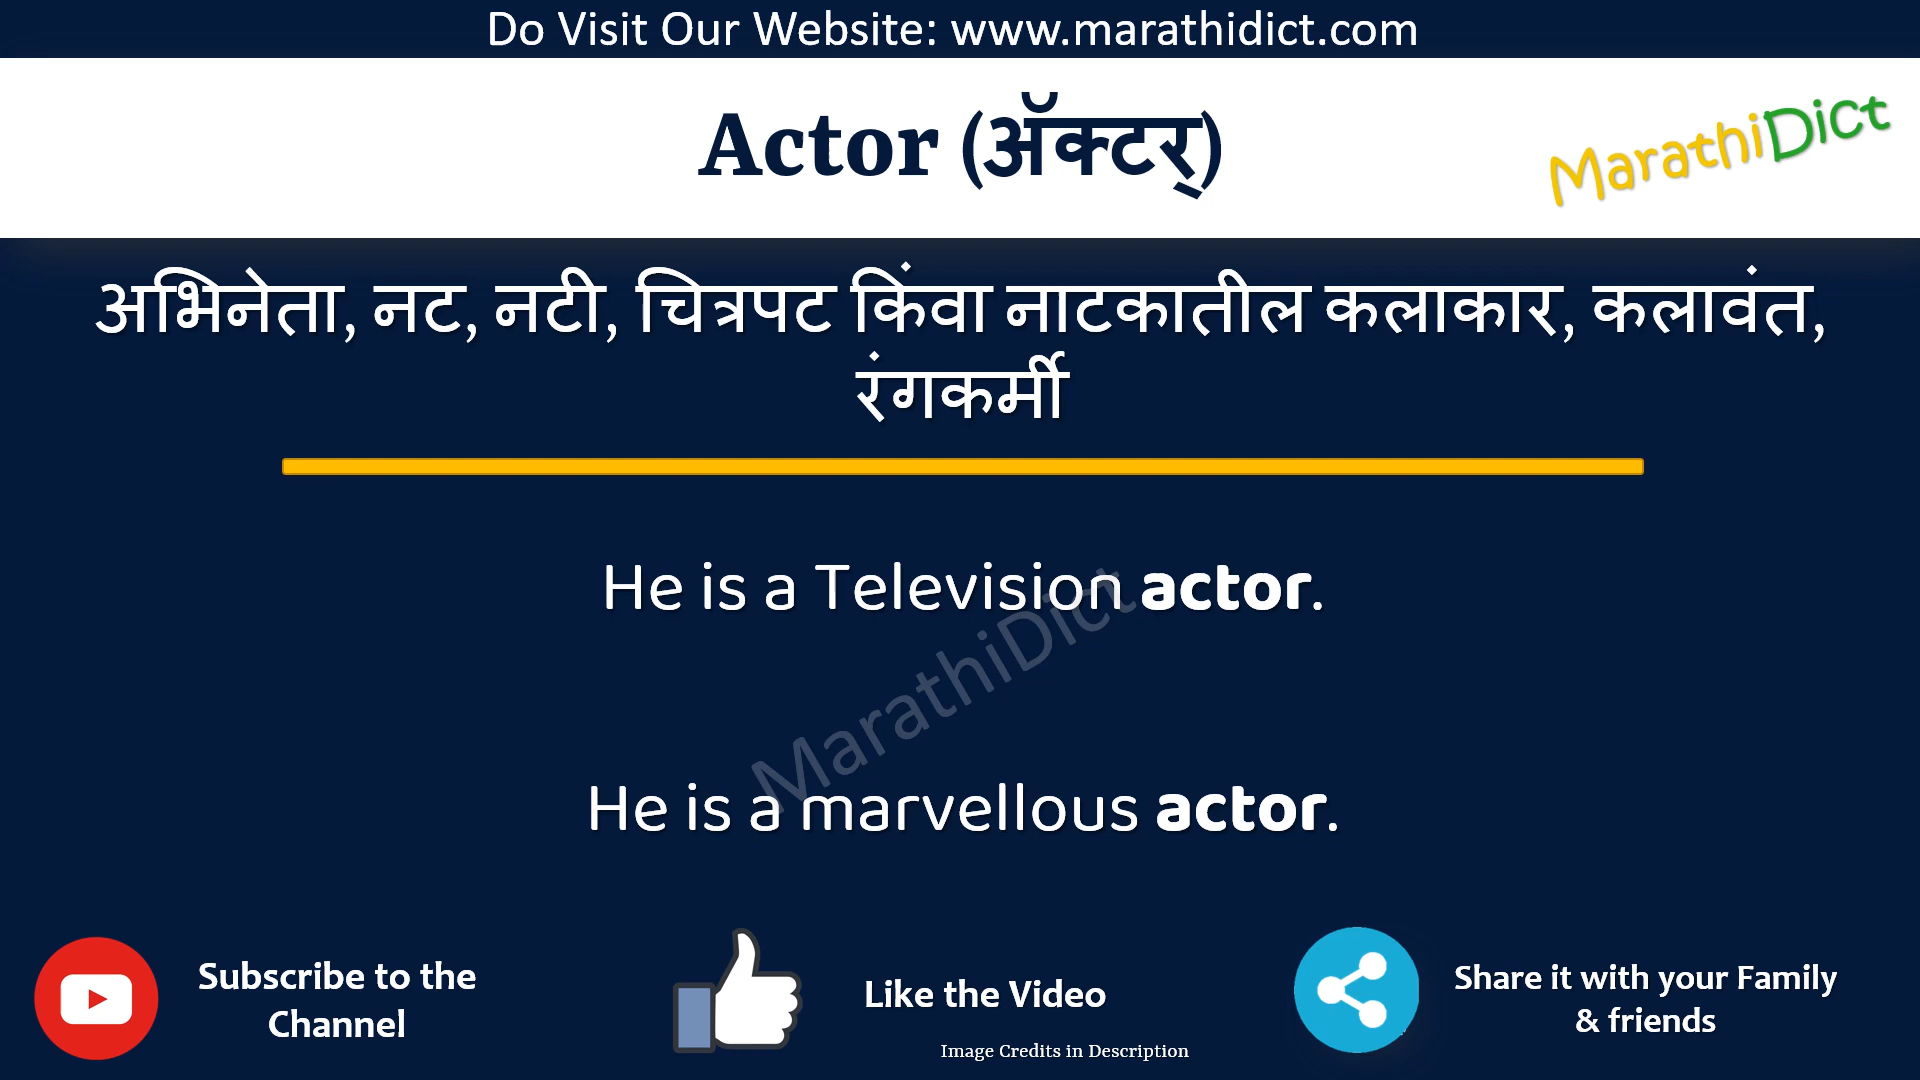 Do Visit Our Website: www.marathidict.com
Actor (ॲक्टर्)
MarathiDict
अभिनेता, नट, नटी, चित्रपट किंवा नाटकातील कलाकार, कलावंत,
रंगकर्मी
He is a Television actor.
MarathiDict
He is a marvellous actor.
Subscribe to the
Channel
Like the Video
Share it with your Family
& friends
Image Credits in Description